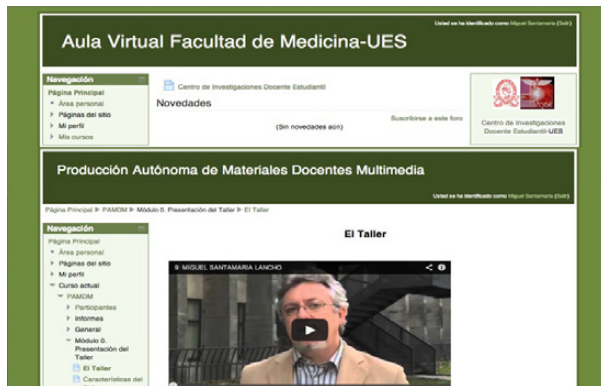 Usted se ha identificado como Miguel Santamaria (Salir)
Aula Virtual Facultad de Medicina-UES
Navegación
Página Principal
Área personal
Páginas del sitio
Mi perfil
Mis cursos
Centro de Investigaciones Docente Estudiantil
Novedades
Suscribirse a este foro
(Sin novedades aún)
Centro de Investigaciones
Docente Estudiantil-UES
Producción Autónoma de Materiales Docentes Multimedia
Usted se ha identificado como Miguel Santamaria (Salir)
Página Principal PAMDM Módulo 0. Presentación del Taller El Taller
Navegación
Página Principal
Área personal
Páginas del sitio
Mi perfil
Curso actual
PAMDM
Participantes
Informes
General
Módulo 0.
Presentación del
Taller
El Taller
Características del
El Taller
9 MIGUEL SANTAMARIA LANCHO